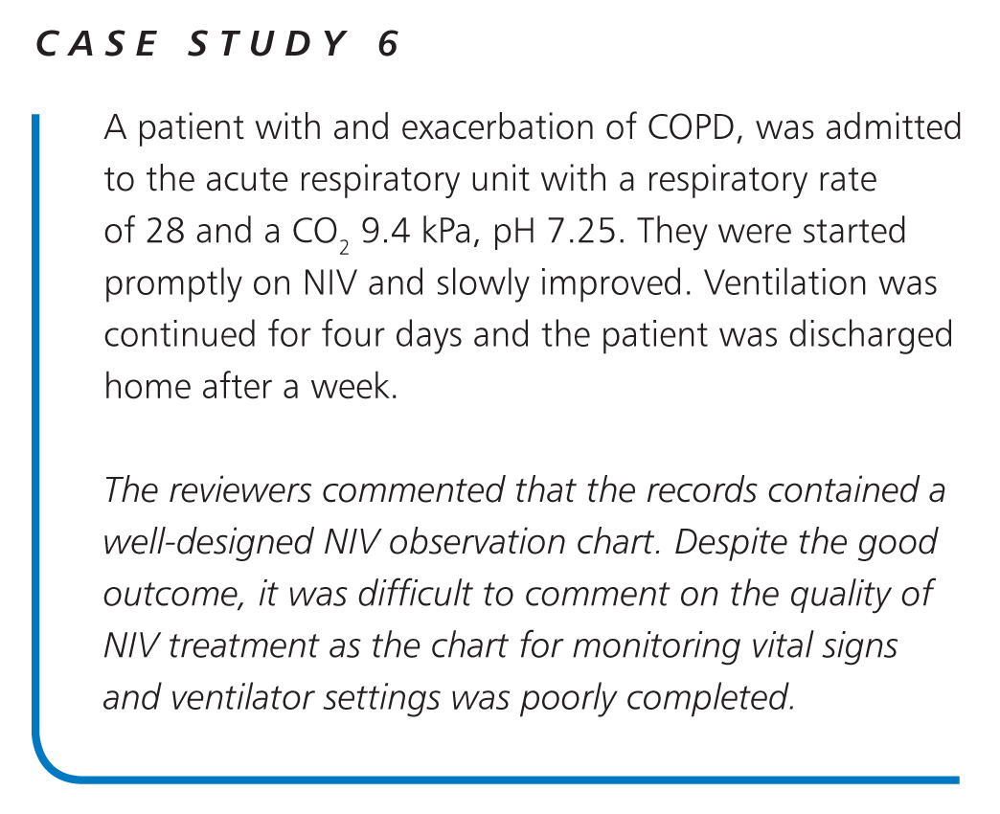 CASE STUDY 6
A patient with and exacerbation of COPD, was admitted
to the acute respiratory unit with a respiratory rate
of 28 and a CO₂ 9.4 kPa, pH 7.25. They were started
promptly on NIV and slowly improved. Ventilation was
continued for four days and the patient was discharged
home after a week.
The reviewers commented that the records contained a
well-designed NIV observation chart. Despite the good
outcome, it was difficult to comment on the quality of
NIV treatment as the chart for monitoring vital signs
and ventilator settings was poorly completed.